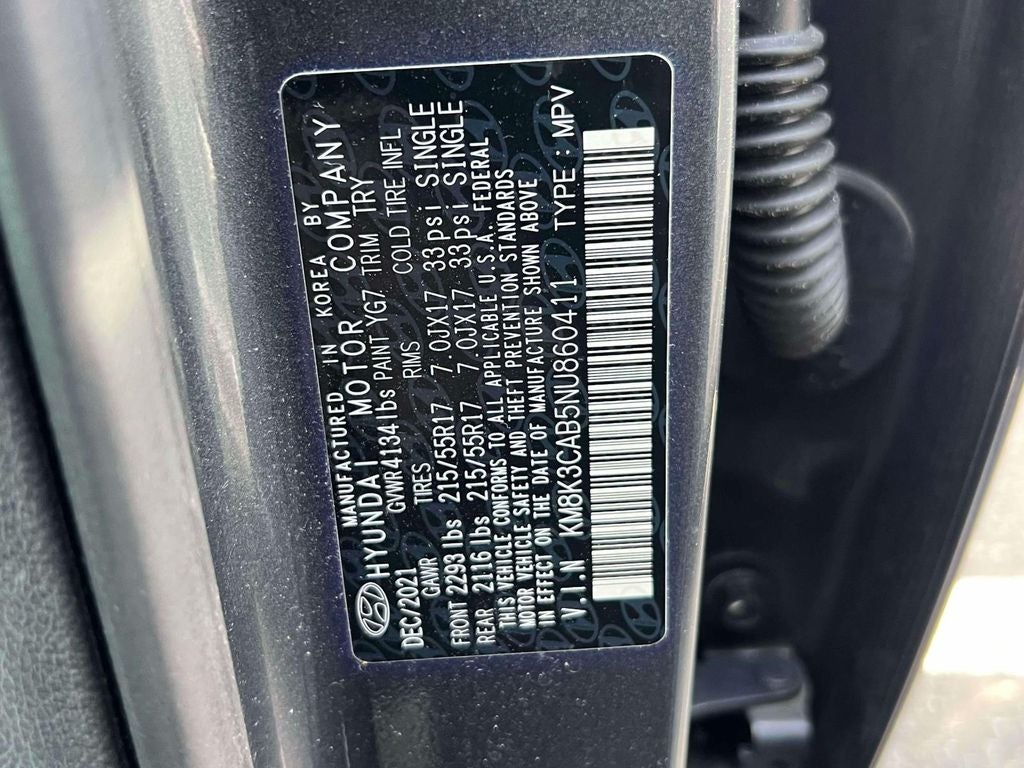 MANUFACTURED IN KOREA BY
HYUNDAI MOTOR COMPANY
DEC/2021 GVWR4134lbs PAINT YG7 TRIM TRY
GAWR TIRES RIMS COLD TIRE INFL
FRONT 2293 lbs 215/55R17 7.0JX17 33psi SINGLE
REAR 2116 lbs 215/55R17 7.0JX17 33psi SINGLE
THIS VEHICLE CONFORMS TO ALL APPLICABLE U.S.A. FEDERAL
MOTOR VEHICLE SAFETY AND THEFT PREVENTION STANDARDS
IN EFFECT ON THE DATE OF MANUFACTURE SHOWN ABOVE
V.I.N KM8K3CAB5NU860411 TYPE : MPV